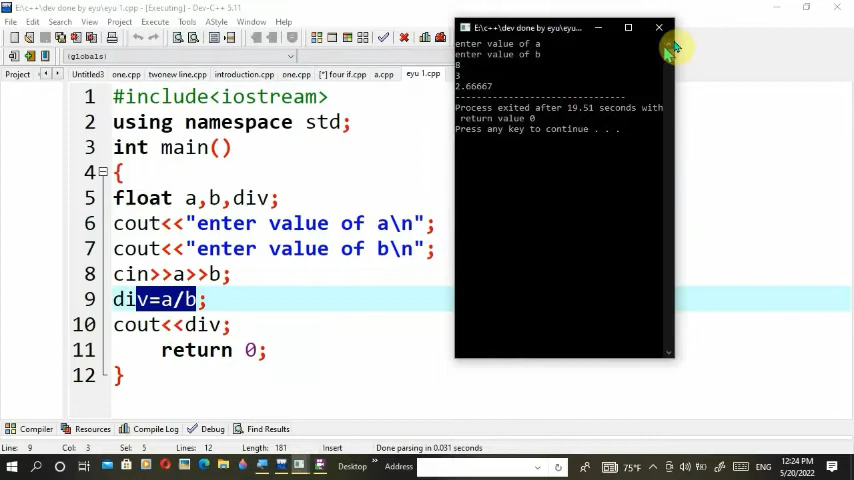 E:\c++\dev done by eyu\eyu 1.cpp - [Executing] - Dev-C++ 5.11
File Edit Search View Project Execute Tools AStyle Window Help
(globals)
Project
Untitled3 one.cpp twonew line.cpp introduction.cpp one.cpp [*] four if.cpp a.cpp eyu 1.cpp
1 #include<iostream>
2 using namespace std;
3 int main()
4 {
5 float a,b,div;
6 cout<<"enter value of a\n";
7 cout<<"enter value of b\n";
8 cin>>a>>b;
9 div=a/b;
10 cout<<div;
11 return 0;
12 }
E:\c++\dev done by eyu\eyu...
enter value of a
enter value of b
8
3
2.66667
--------------------------------
Process exited after 19.51 seconds with
return value 0
Press any key to continue . . .
Compiler Resources Compile Log Debug Find Results
Line: 9 Col: 3 Sel: 5 Lines: 12 Length: 181 Insert Done parsing in 0.031 seconds
Desktop Address 75°F ENG 12:24 PM
5/20/2022